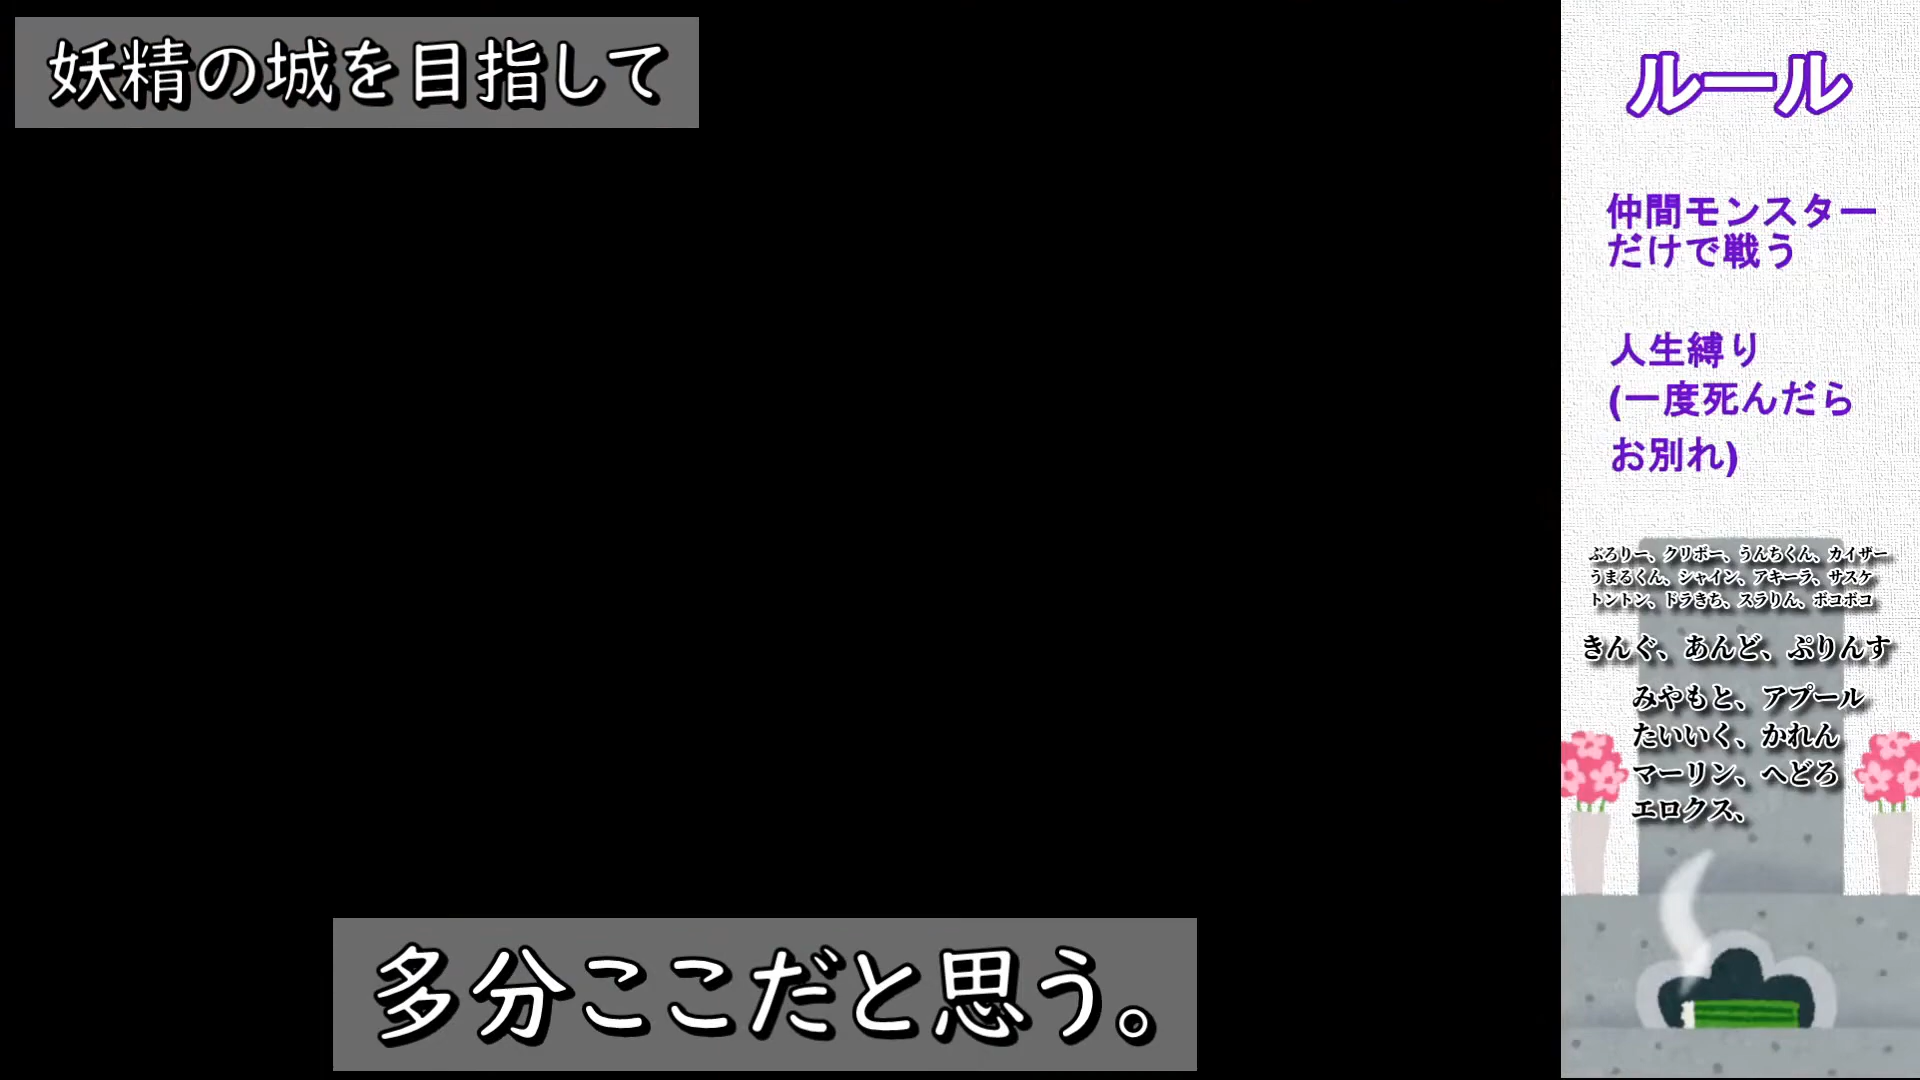 妖精の城を目指して
ルール
仲間モンスター
だけで戦う
人生縛り
(一度死んだら
お別れ)
ぶろりー、クリボー、うんちくん、カイザー
うまるくん、シャイン、アキーラ、サスケ
トントン、ドラきち、スラりん、ポコポコ
きんぐ、あんど、ぷりんす
みやもと、アプール
たいいく、かれん
マーリン、へどろ
エロクス、
多分ここだと思う。